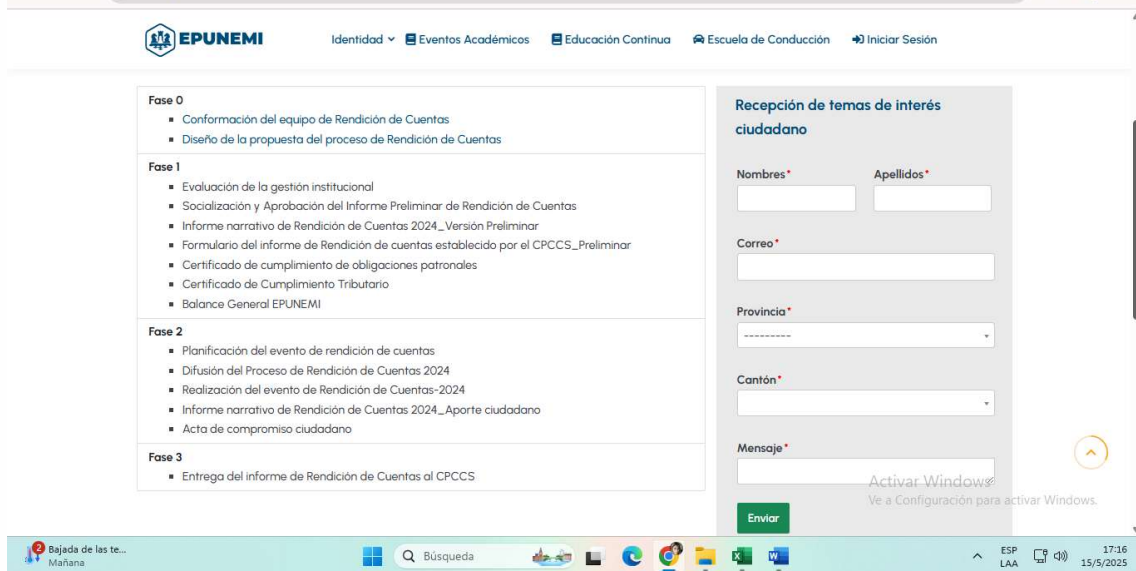 EPUNEMI
Identidad
Eventos Académicos
Educación Continua
Escuela de Conducción
Iniciar Sesión
Fase 0
Conformación del equipo de Rendición de Cuentas
Diseño de la propuesta del proceso de Rendición de Cuentas
Fase 1
Evaluación de la gestión institucional
Socialización y Aprobación del Informe Preliminar de Rendición de Cuentas
Informe narrativo de Rendición de Cuentas 2024_Versión Preliminar
Formulario del informe de Rendición de cuentas establecido por el CPCCS_Preliminar
Certificado de cumplimiento de obligaciones patronales
Certificado de Cumplimiento Tributario
Balance General EPUNEMI
Fase 2
Planificación del evento de rendición de cuentas
Difusión del Proceso de Rendición de Cuentas 2024
Realización del evento de Rendición de Cuentas-2024
Informe narrativo de Rendición de Cuentas 2024_Aporte ciudadano
Acta de compromiso ciudadano
Fase 3
Entrega del informe de Rendición de Cuentas al CPCCS
Recepción de temas de interés
ciudadano
Nombres*
Apellidos*
Correo*
Provincia*
---------
Cantón*
Mensaje*
Enviar
Activar Windows
Ve a Configuración para activar Windows.
2
Bajada de las te...
Mañana
Búsqueda
ESP
LAA
17:16
15/5/2025